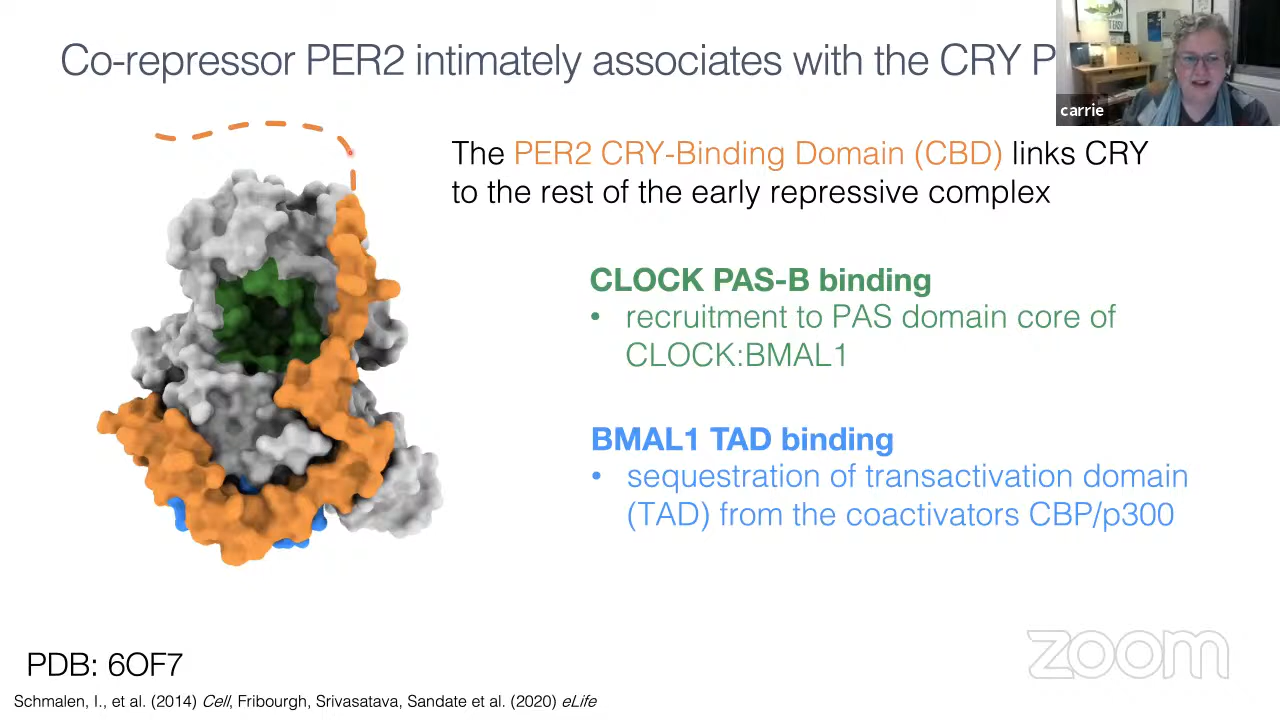 Co-repressor PER2 intimately associates with the CRY P
carrie
The PER2 CRY-Binding Domain (CBD) links CRY
to the rest of the early repressive complex
CLOCK PAS-B binding
• recruitment to PAS domain core of
CLOCK:BMAL1
BMAL1 TAD binding
• sequestration of transactivation domain
(TAD) from the coactivators CBP/p300
PDB: 6OF7
zoom
Schmalen, I., et al. (2014) Cell, Fribourgh, Srivasatava, Sandate et al. (2020) eLife